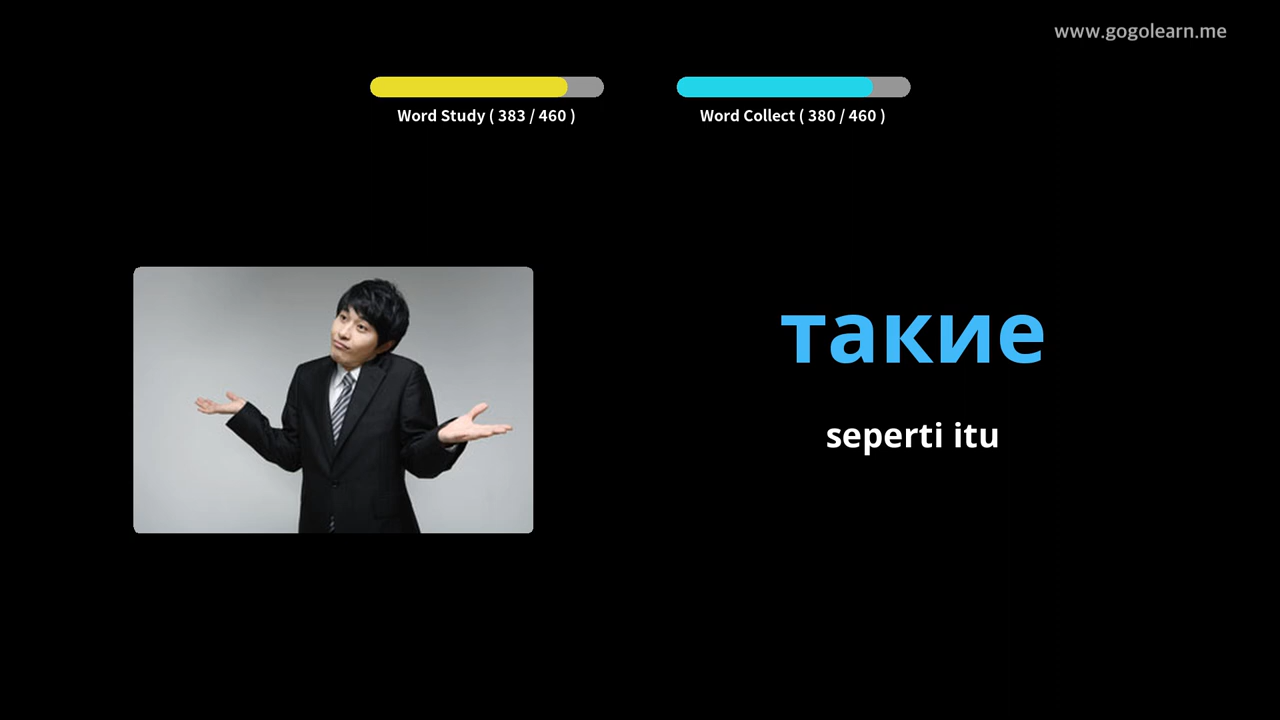 www.gogolearn.me
Word Study ( 383 / 460 )
Word Collect ( 380 / 460 )
такие
seperti itu